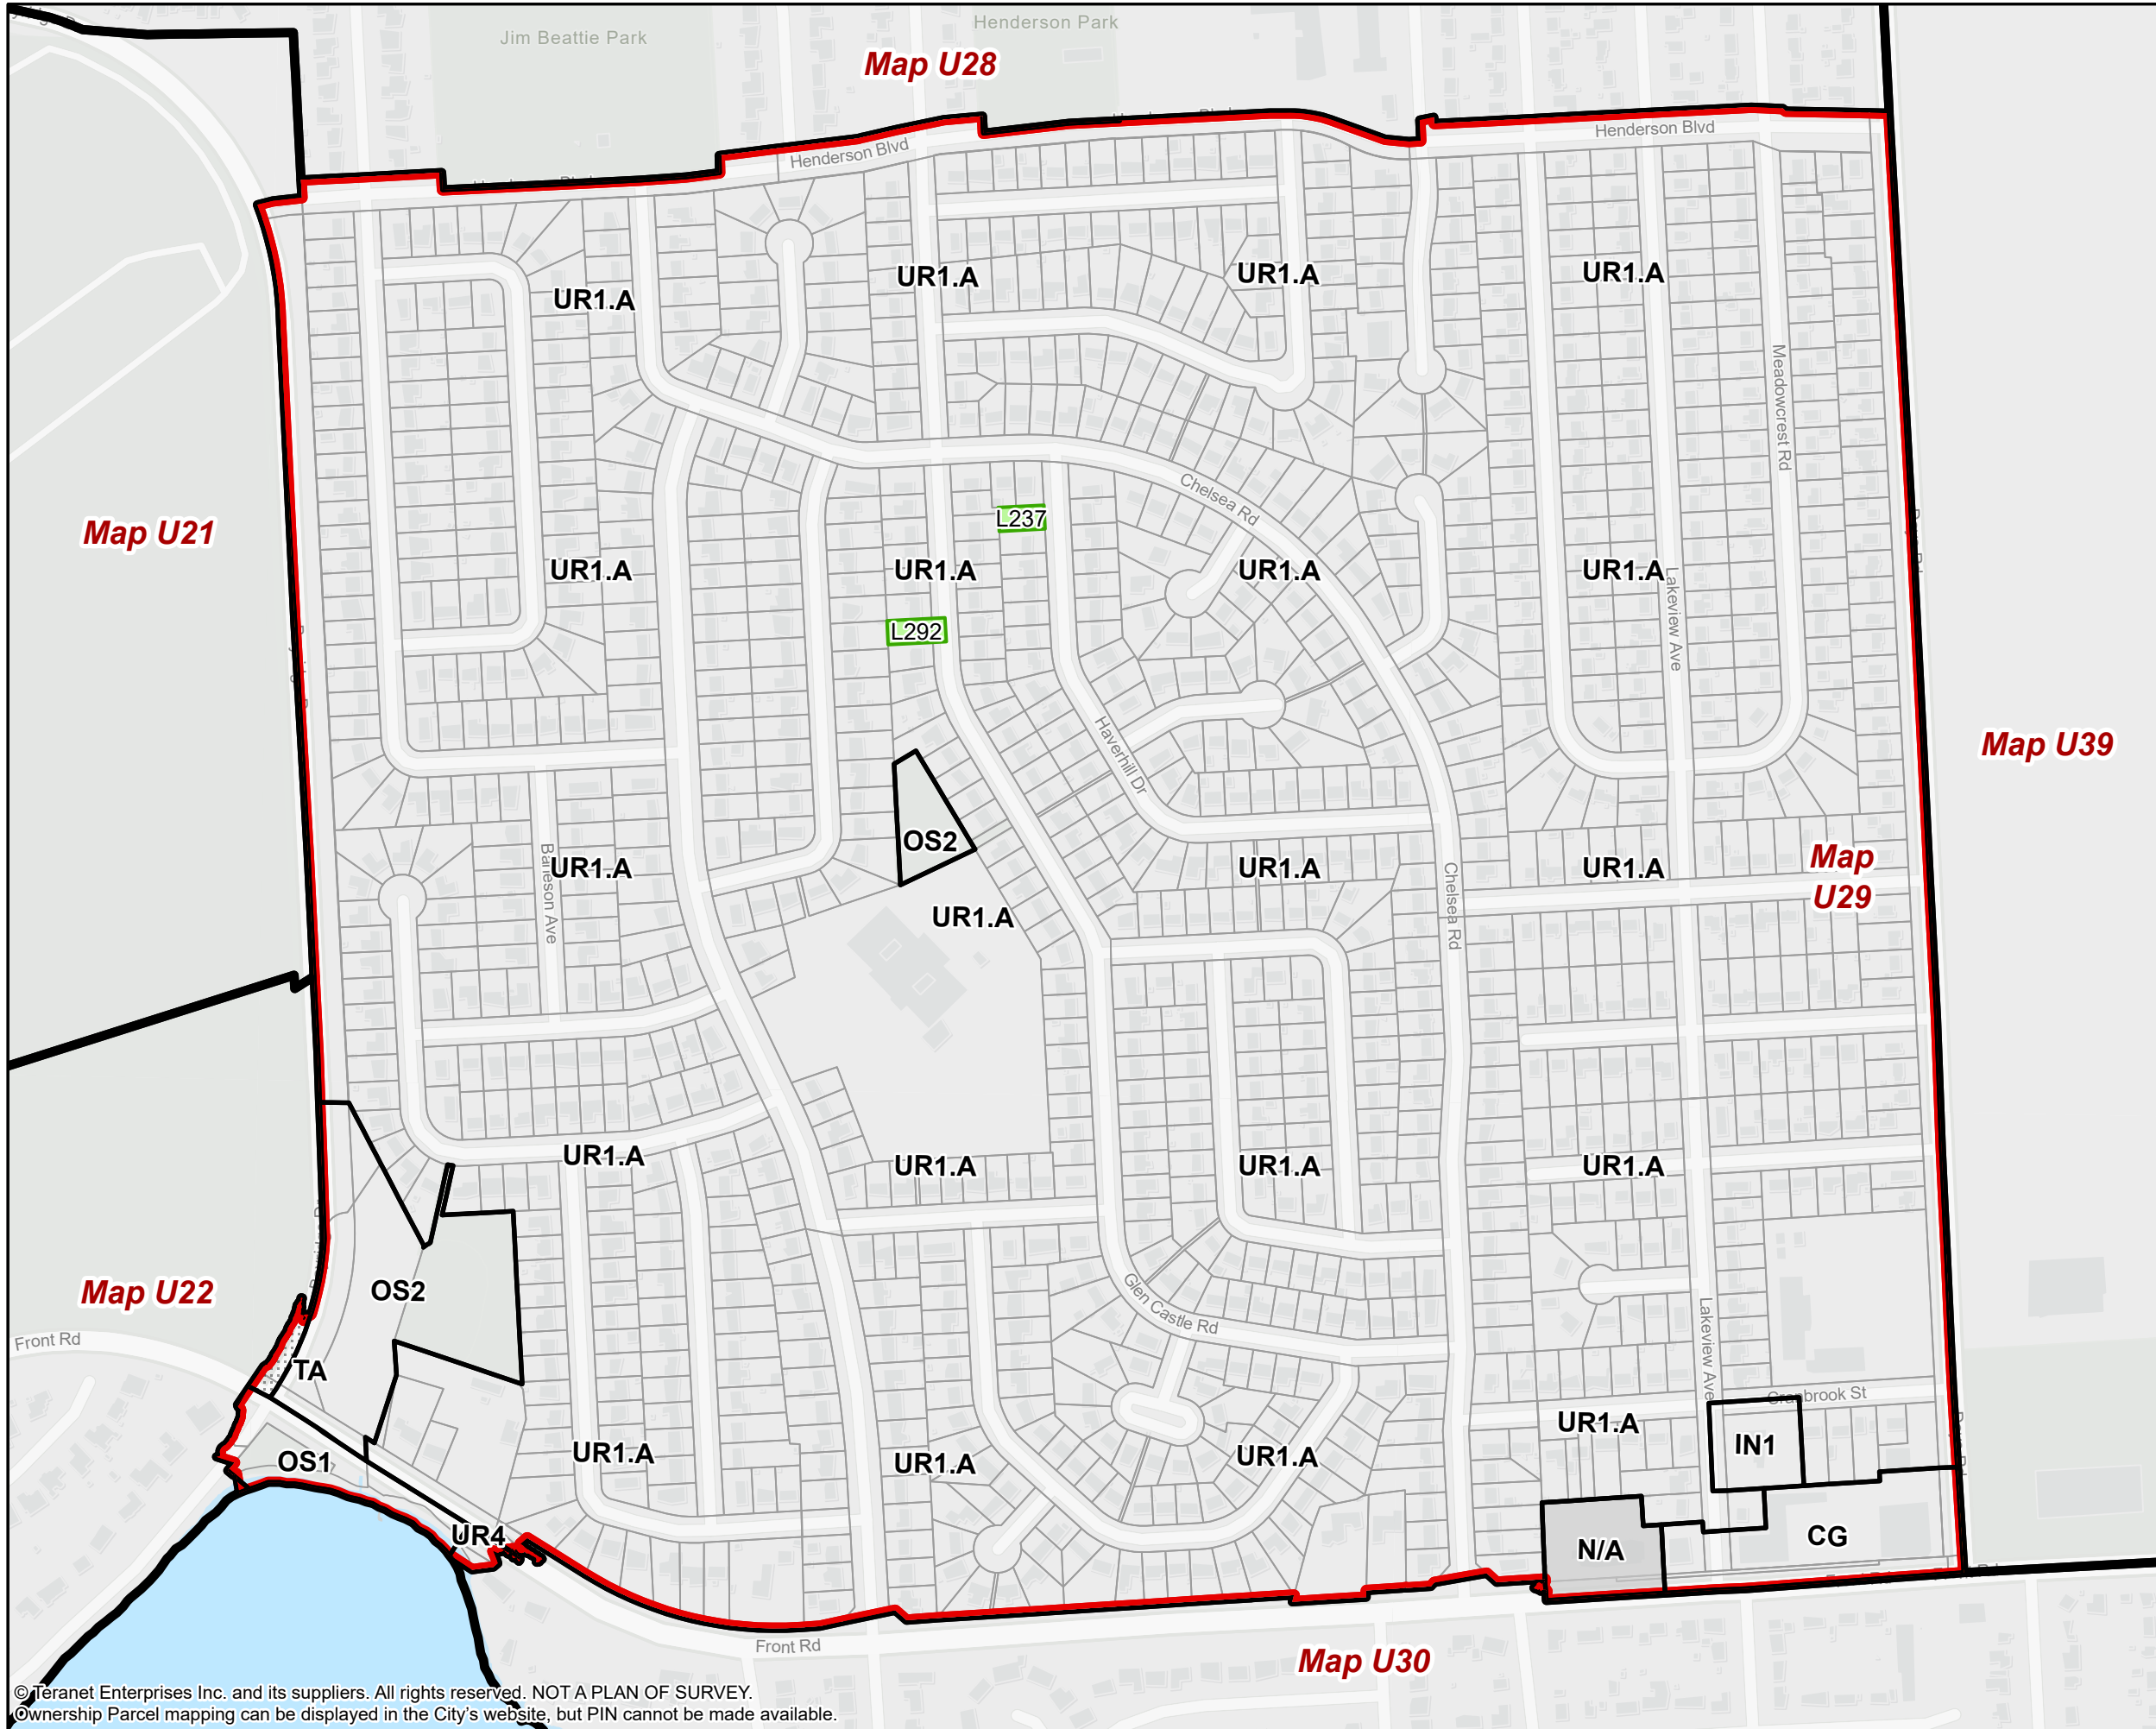 Henderson Park
Jim Beattie Park
Map U28
Henderson Blvd
Henderson Blvd
UR1.A
UR1.A
UR1.A
UR1.A
Meadowcrest Rd
Chelsea Rd
L237
Map U21
UR1.A
UR1.A
UR1.A
UR1.A
Lakeview Ave
L292
Haverhill Dr
Map U39
OS2
UR1.A
UR1.A
UR1.A
Map
U29
Chelsea Rd
UR1.A
UR1.A
UR1.A
UR1.A
UR1.A
OS2
Map U22
Glen Castle Rd
Front Rd
Lakeview Ave
TA
Cranbrook St
UR1.A
IN1
OS1
UR1.A
UR1.A
UR1.A
UR4
N/A
CG
Front Rd
Map U30
© Teranet Enterprises Inc. and its suppliers. All rights reserved. NOT A PLAN OF SURVEY.
Ownership Parcel mapping can be displayed in the City's website, but PIN cannot be made available.